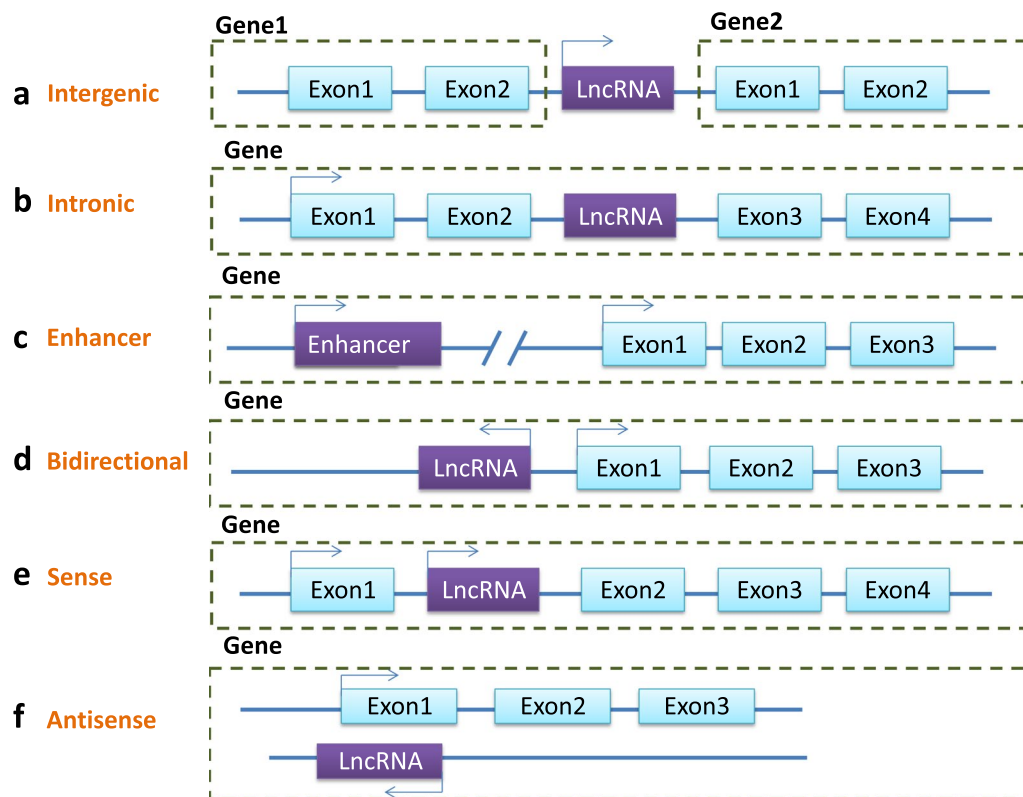 Gene1 Gene2
a Intergenic Exon1 Exon2 LncRNA Exon1 Exon2
Gene
b Intronic Exon1 Exon2 LncRNA Exon3 Exon4
Gene
c Enhancer Enhancer Exon1 Exon2 Exon3
Gene
d Bidirectional LncRNA Exon1 Exon2 Exon3
Gene
e Sense Exon1 LncRNA Exon2 Exon3 Exon4
Gene
Exon1 Exon2 Exon3
f Antisense
LncRNA